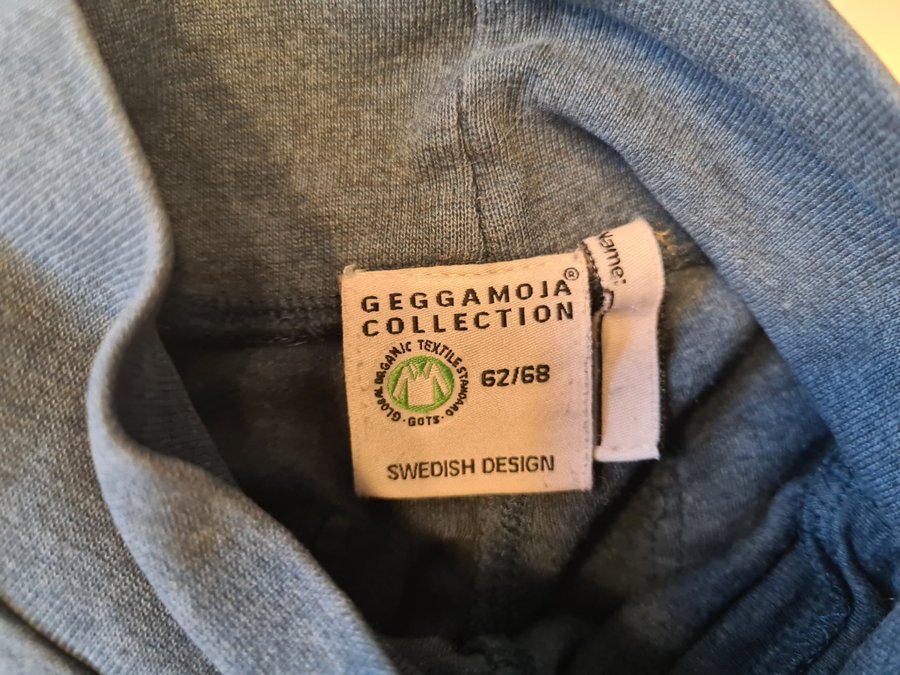 GEGGAMOJA®
COLLECTION
GLOBAL ORGANIC TEXTILE STANDARD · GOTS ·
62/68
SWEDISH DESIGN
Name: